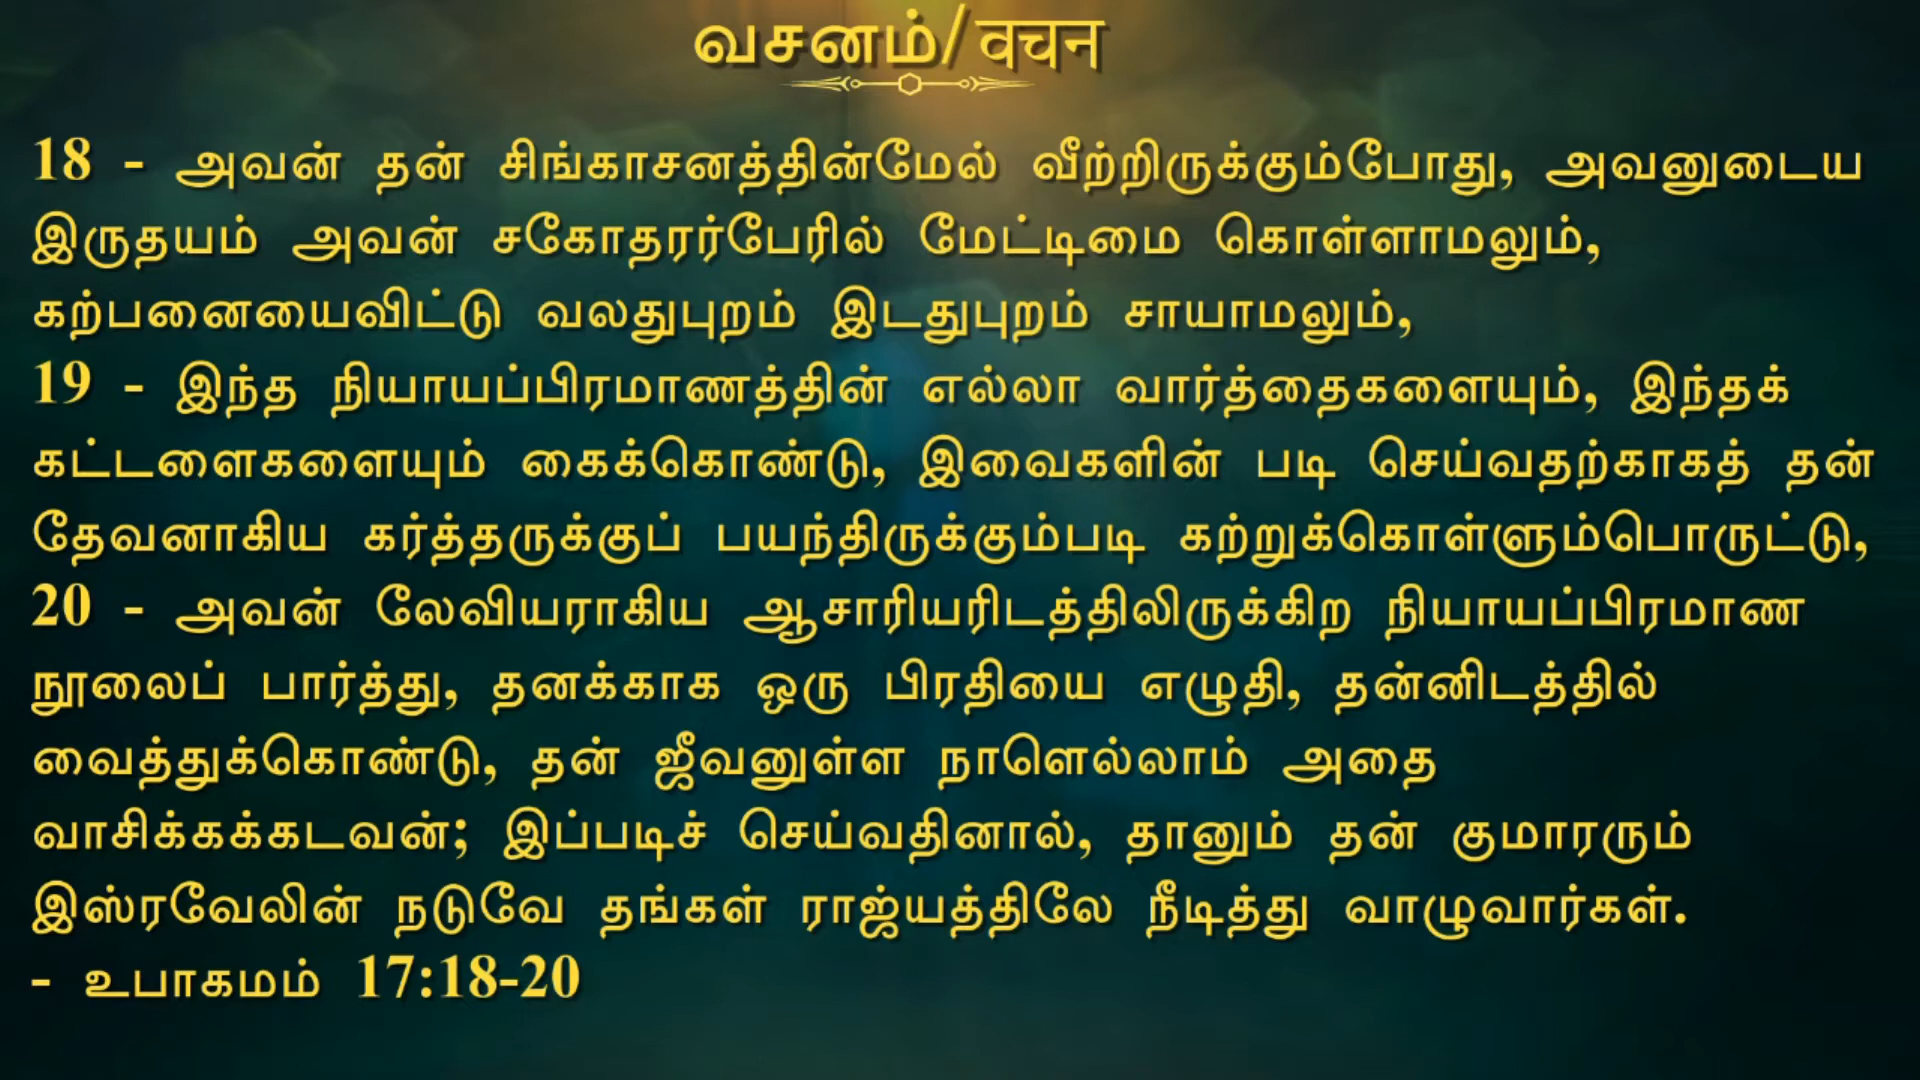 வசனம்/वचन
18 - அவன் தன் சிங்காசனத்தின்மேல் வீற்றிருக்கும்போது, அவனுடைய
இருதயம் அவன் சகோதரர்பேரில் மேட்டிமை கொள்ளாமலும்,
கற்பனையைவிட்டு வலதுபுறம் இடதுபுறம் சாயாமலும்,
19 - இந்த நியாயப்பிரமாணத்தின் எல்லா வார்த்தைகளையும், இந்தக்
கட்டளைகளையும் கைக்கொண்டு, இவைகளின் படி செய்வதற்காகத் தன்
தேவனாகிய கர்த்தருக்குப் பயந்திருக்கும்படி கற்றுக்கொள்ளும்பொருட்டு,
20 - அவன் லேவியராகிய ஆசாரியரிடத்திலிருக்கிற நியாயப்பிரமாண
நூலைப் பார்த்து, தனக்காக ஒரு பிரதியை எழுதி, தன்னிடத்தில்
வைத்துக்கொண்டு, தன் ஜீவனுள்ள நாளெல்லாம் அதை
வாசிக்கக்கடவன்; இப்படிச் செய்வதினால், தானும் தன் குமாரரும்
இஸ்ரவேலின் நடுவே தங்கள் ராஜ்யத்திலே நீடித்து வாழுவார்கள்.
- உபாகமம் 17:18-20